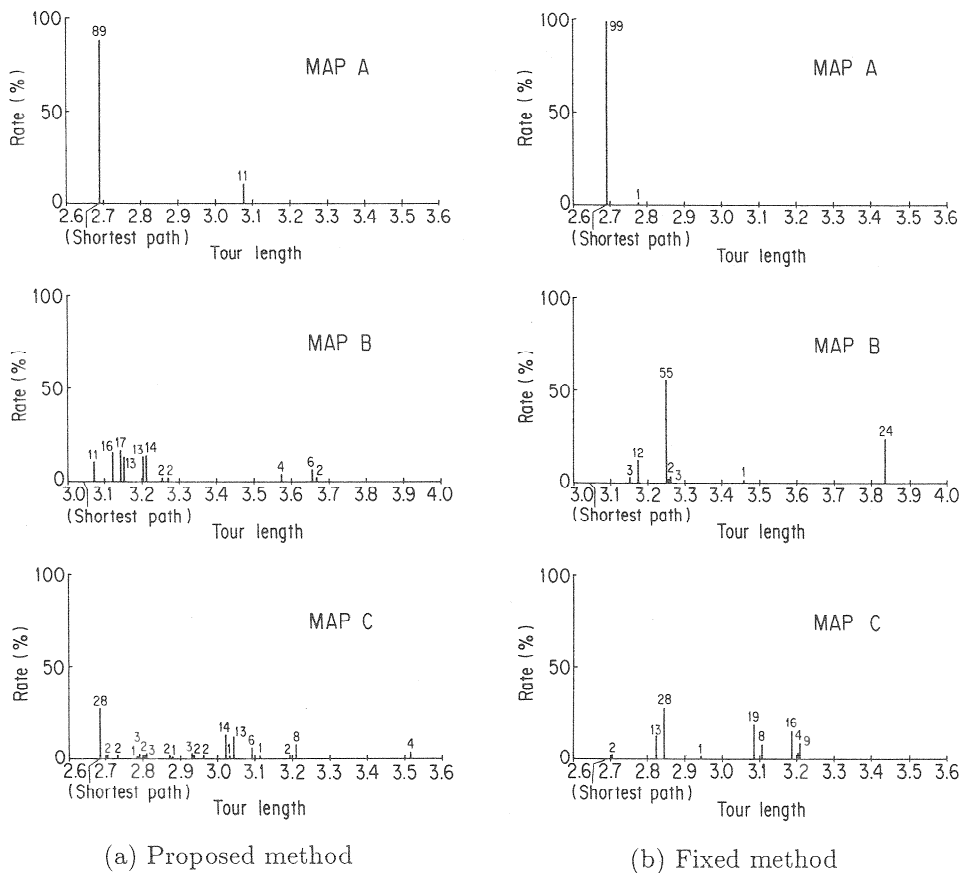 100
89
MAP A
Rate (%)
50
11
0
2.6 2.7 2.8 2.9 3.0 3.1 3.2 3.3 3.4 3.5 3.6
(Shortest path)
Tour length
100
MAP B
Rate (%)
50
11 16 17 13 13 14 2 2 4 6 2
0
3.0 3.1 3.2 3.3 3.4 3.5 3.6 3.7 3.8 3.9 4.0
(Shortest path)
Tour length
100
MAP C
Rate (%)
50
28 2 2 1 3 2 3 2 1 3 2 2 14 1 13 6 1 2 8 4
0
2.6 2.7 2.8 2.9 3.0 3.1 3.2 3.3 3.4 3.5 3.6
(Shortest path)
Tour length
(a) Proposed method
100
99
MAP A
Rate (%)
50
1
0
2.6 2.7 2.8 2.9 3.0 3.1 3.2 3.3 3.4 3.5 3.6
(Shortest path)
Tour length
100
MAP B
Rate (%)
55
50
3 12 2 3 1 24
0
3.0 3.1 3.2 3.3 3.4 3.5 3.6 3.7 3.8 3.9 4.0
(Shortest path)
Tour length
100
MAP C
Rate (%)
50
2 13 28 1 19 8 16 4 9
0
2.6 2.7 2.8 2.9 3.0 3.1 3.2 3.3 3.4 3.5 3.6
(Shortest path)
Tour length
(b) Fixed method